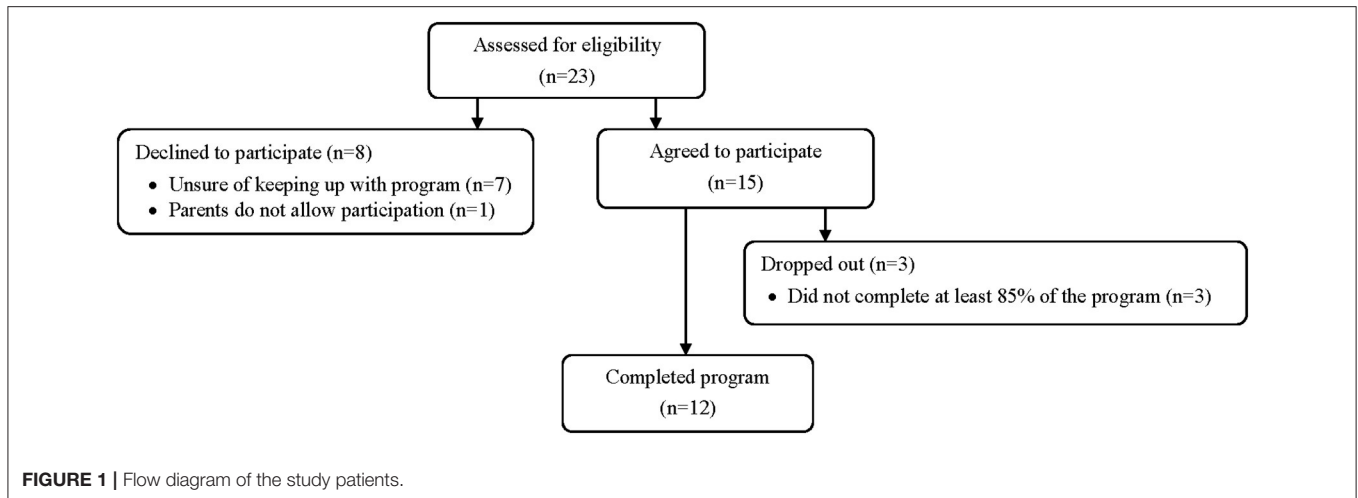 Assessed for eligibility
(n=23)
Declined to participate (n=8)
• Unsure of keeping up with program (n=7)
• Parents do not allow participation (n=1)
Agreed to participate
(n=15)
Dropped out (n=3)
• Did not complete at least 85% of the program (n=3)
Completed program
(n=12)
FIGURE 1 | Flow diagram of the study patients.